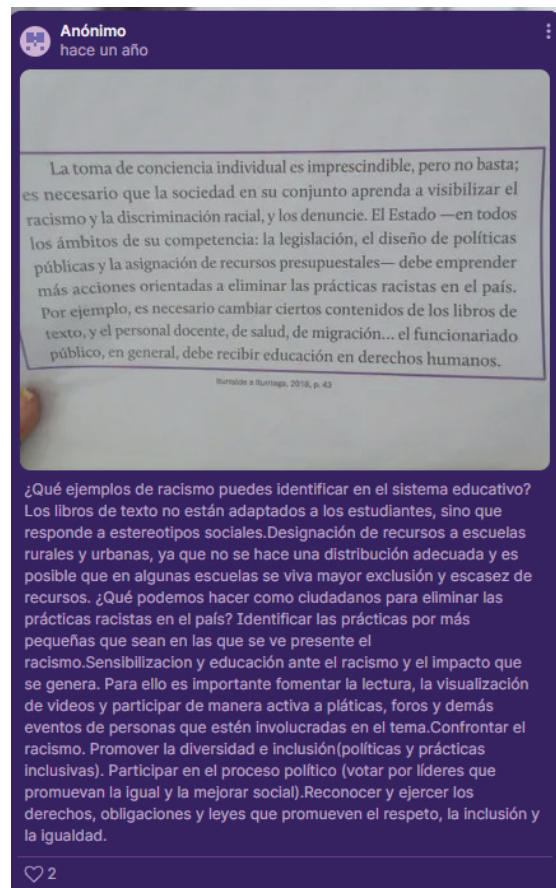 Anónimo
hace un año
La toma de conciencia individual es imprescindible, pero no basta;
es necesario que la sociedad en su conjunto aprenda a visibilizar el
racismo y la discriminación racial, y los denuncie. El Estado —en todos
los ámbitos de su competencia: la legislación, el diseño de políticas
públicas y la asignación de recursos presupuestales— debe emprender
más acciones orientadas a eliminar las prácticas racistas en el país.
Por ejemplo, es necesario cambiar ciertos contenidos de los libros de
texto, y el personal docente, de salud, de migración... el funcionariado
público, en general, debe recibir educación en derechos humanos.
Iturralde e Iturriaga, 2018, p. 43
¿Qué ejemplos de racismo puedes identificar en el sistema educativo?
Los libros de texto no están adaptados a los estudiantes, sino que
responde a estereotipos sociales.Designación de recursos a escuelas
rurales y urbanas, ya que no se hace una distribución adecuada y es
posible que en algunas escuelas se viva mayor exclusión y escasez de
recursos. ¿Qué podemos hacer como ciudadanos para eliminar las
prácticas racistas en el país? Identificar las prácticas por más
pequeñas que sean en las que se ve presente el
racismo.Sensibilizacion y educación ante el racismo y el impacto que
se genera. Para ello es importante fomentar la lectura, la visualización
de videos y participar de manera activa a pláticas, foros y demás
eventos de personas que estén involucradas en el tema.Confrontar el
racismo. Promover la diversidad e inclusión(políticas y prácticas
inclusivas). Participar en el proceso político (votar por líderes que
promuevan la igual y la mejorar social).Reconocer y ejercer los
derechos, obligaciones y leyes que promueven el respeto, la inclusión y
la igualdad.
2